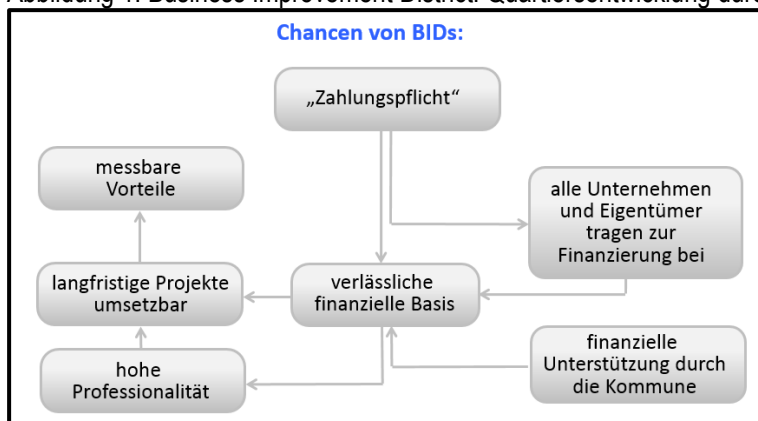 Abbildung 1: Business Improvement District: Quartiersentwicklung durc
Chancen von BIDs:
„Zahlungspflicht“
messbare
Vorteile
alle Unternehmen
und Eigentümer
tragen zur
Finanzierung bei
langfristige Projekte
umsetzbar
verlässliche
finanzielle Basis
hohe
Professionalität
finanzielle
Unterstützung durch
die Kommune